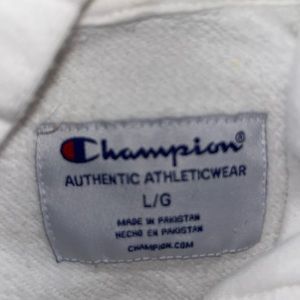 Champion®
AUTHENTIC ATHLETICWEAR
L/G
MADE IN PAKISTAN
HECHO EN PAKISTAN
CHAMPION.COM